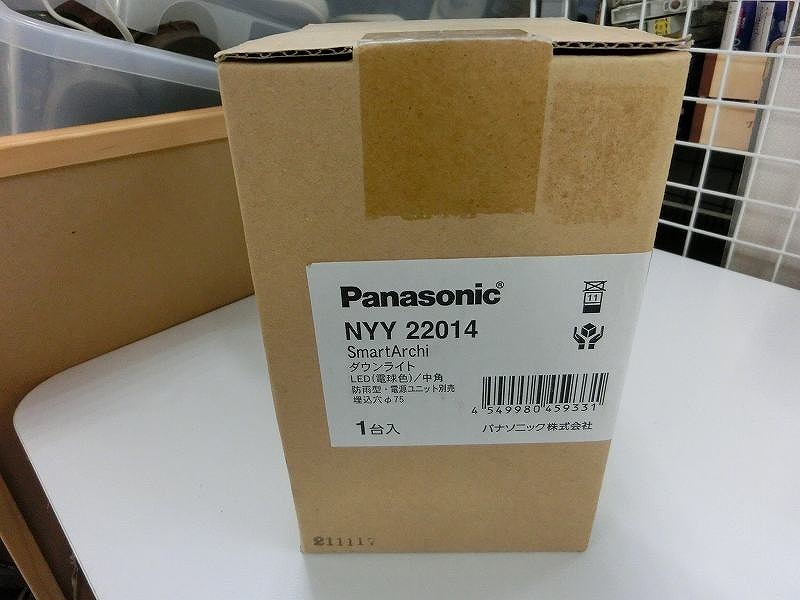 Panasonic®
NYY 22014
SmartArchi
ダウンライト
LED(電球色)/中角
防雨型・電源ユニット別売
埋込穴φ75
1台入
11
4 549980 459331
パナソニック株式会社
211117